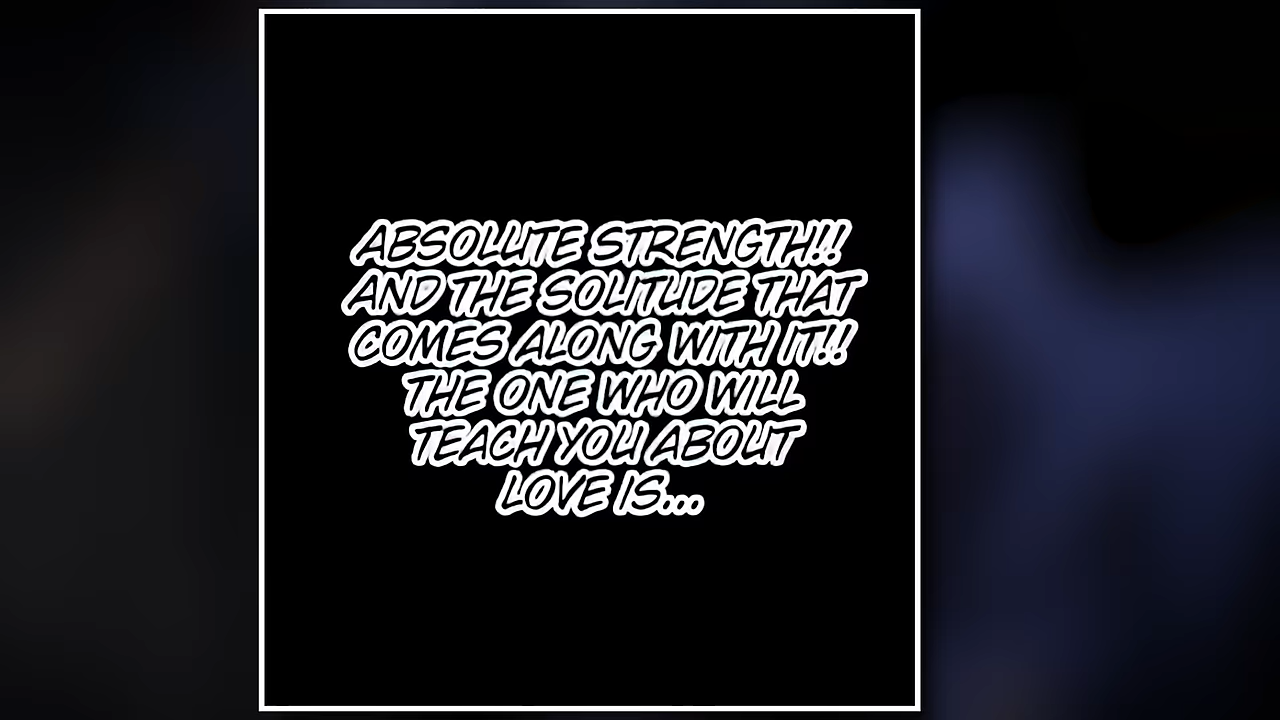 ABSOLUTE STRENGTH!!
AND THE SOLITUDE THAT
COMES ALONG WITH IT!!
THE ONE WHO WILL
TEACH YOU ABOUT
LOVE IS...